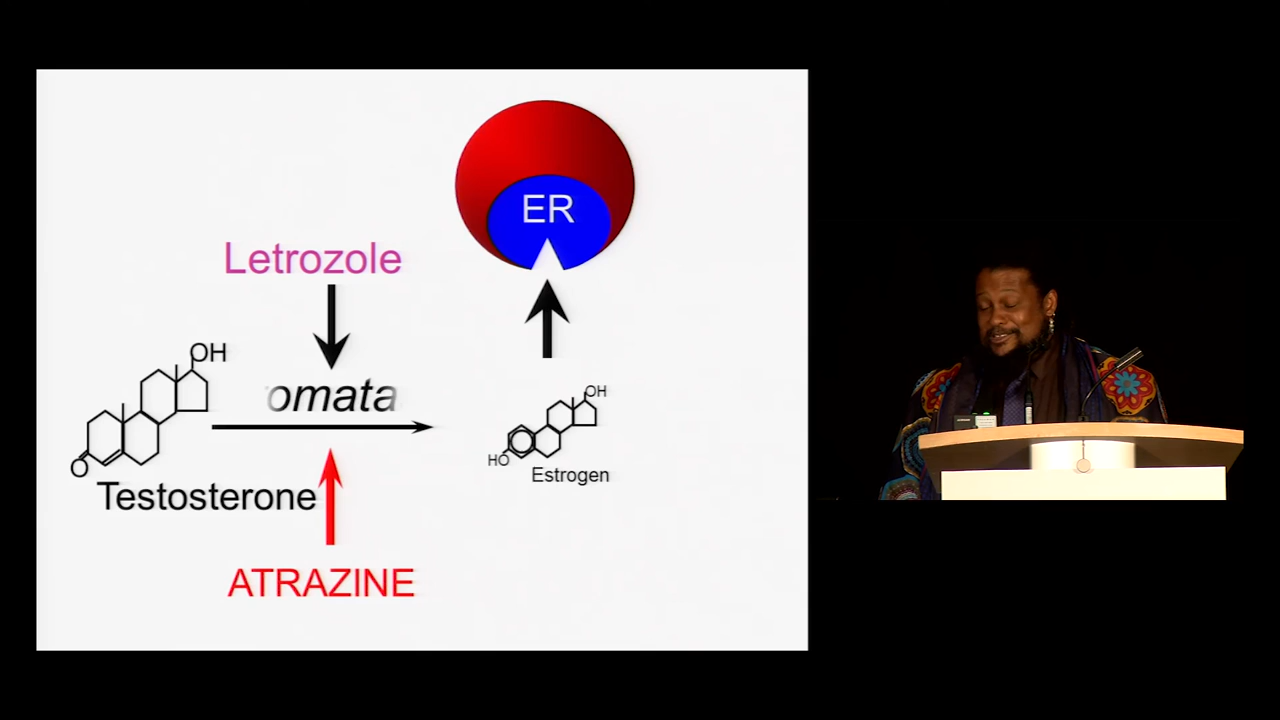 ER
Letrozole
OH
omata
OH
O
HO
Estrogen
Testosterone
ATRAZINE